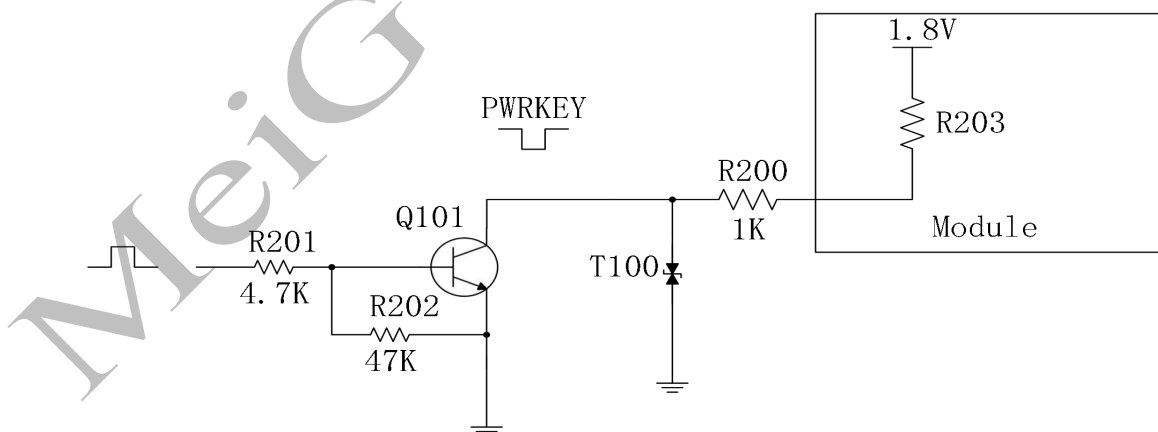 1.8V
R203
PWRKEY
R200
1K
Module
Q101
R201
4.7K
T100
R202
47K
MeiG